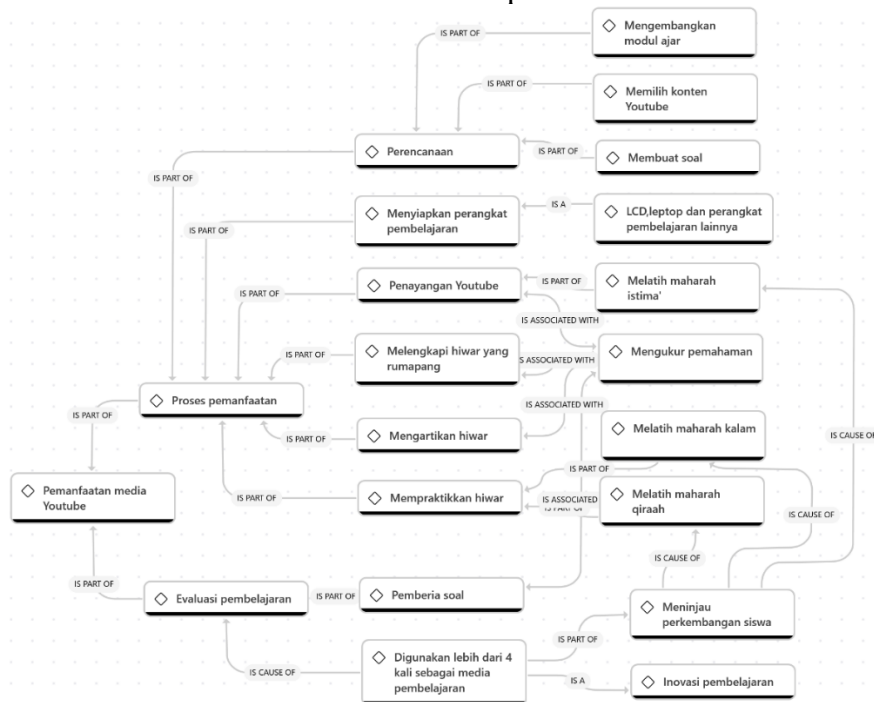 Mengembangkan
modul ajar
IS PART OF
Memilih konten
Youtube
IS PART OF
Perencanaan
IS PART OF
Membuat soal
IS PART OF
Menyiapkan perangkat
pembelajaran
IS A
LCD,leptop dan perangkat
pembelajaran lainnya
IS PART OF
Penayangan Youtube
IS PART OF
Melatih maharah
istima'
IS PART OF
IS ASSOCIATED WITH
Melengkapi hiwar yang
rumapang
IS ASSOCIATED WITH
Mengukur pemahaman
IS PART OF
Proses pemanfaatan
IS ASSOCIATED WITH
IS PART OF
Mengartikan hiwar
IS PART OF
Melatih maharah kalam
IS CAUSE OF
IS PART OF
Pemanfaatan media
Youtube
Mempraktikkan hiwar
IS PART OF
IS ASSOCIATED
IS PART OF
Melatih maharah
qiraah
IS CAUSE OF
IS CAUSE OF
IS PART OF
Evaluasi pembelajaran
IS PART OF
Pemberia soal
Meninjau
perkembangan siswa
IS PART OF
Digunakan lebih dari 4
kali sebagai media
pembelajaran
IS CAUSE OF
IS A
Inovasi pembelajaran